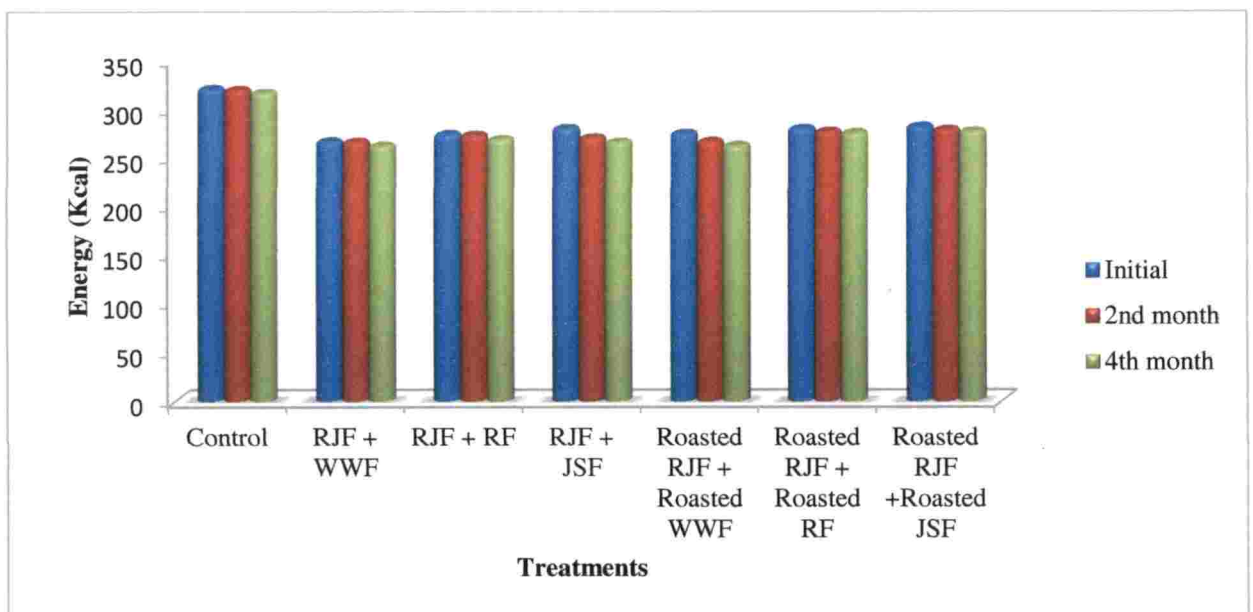 350
300
250
200
150
100
50
0
Energy (Kcal)
Control
RJF +
WWF
RJF + RF
RJF +
JSF
Roasted
RJF +
Roasted
WWF
Roasted
RJF +
Roasted
RF
Roasted
RJF
+Roasted
JSF
Treatments
Initial
2nd month
4th month